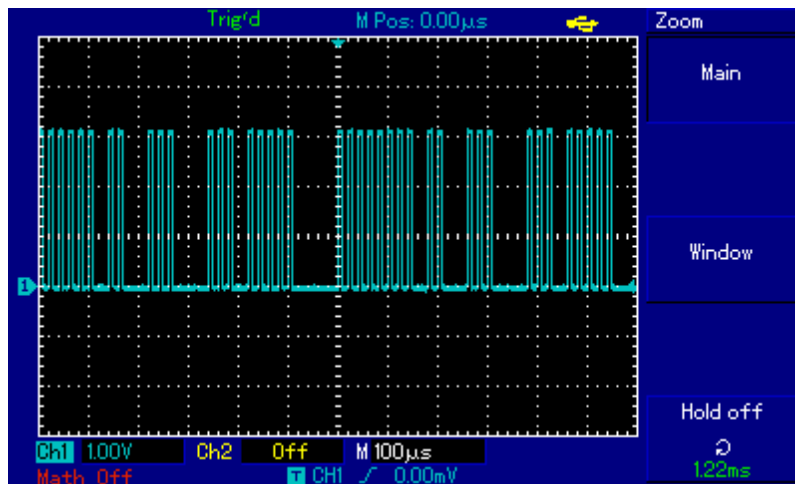 Trig'd M Pos: 0.00µs Zoom
Main
1
Window
Hold off
Ch1 1.00V Ch2 Off M 100µs
1.22ms
Math Off T CH1 0.00mV